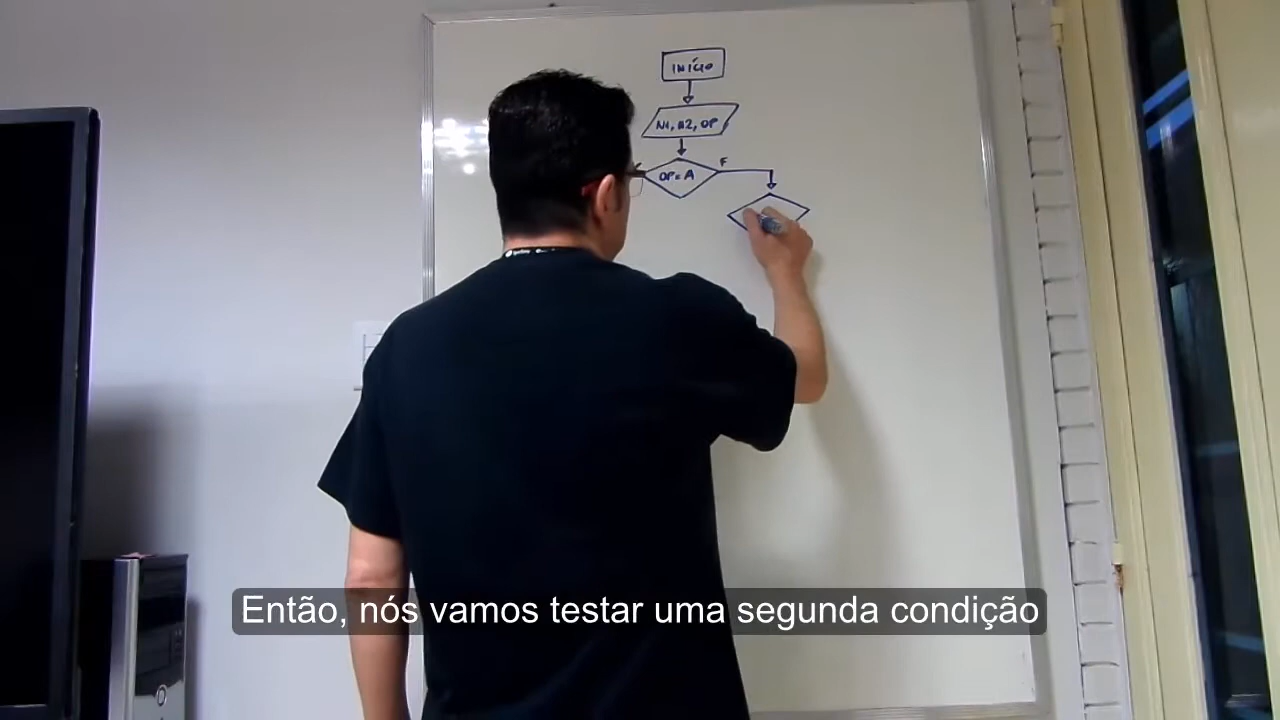 INÍCIO
N1, N2, OP
OP = A
F
Então, nós vamos testar uma segunda condição